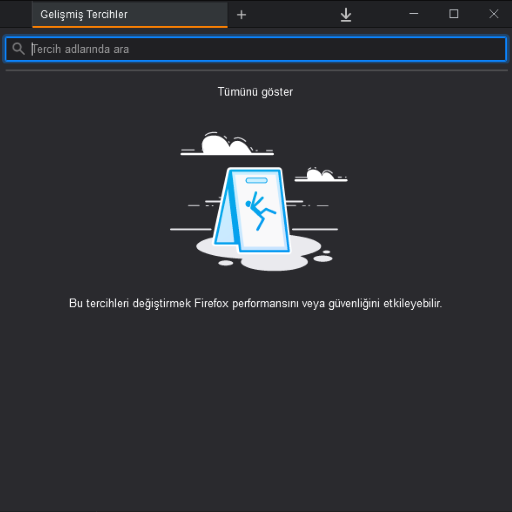 Gelişmiş Tercihler
Tercih adlarında ara
Tümünü göster
Bu tercihleri değiştirmek Firefox performansını veya güvenliğini etkileyebilir.